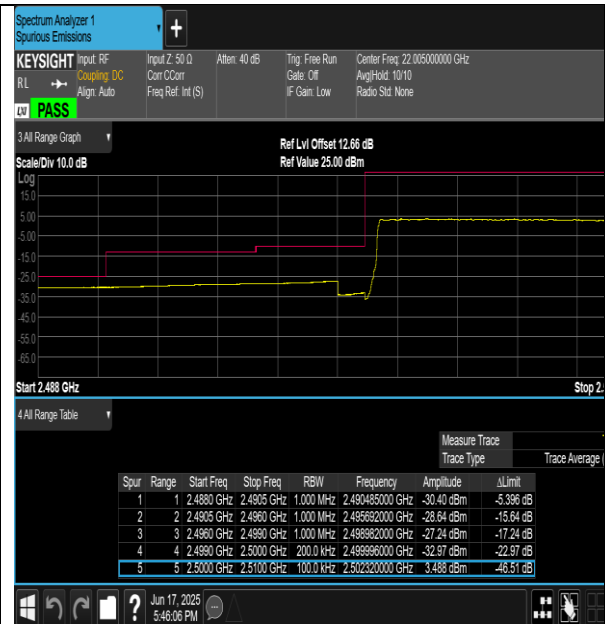 Spectrum Analyzer 1
Spurious Emissions
KEYSIGHT
RL
LXI PASS
Input: RF
Coupling: DC
Align: Auto
Input Z: 50 Ω
Corr CCorr
Freq Ref: Int (S)
Atten: 40 dB
Trig: Free Run
Gate: Off
IF Gain: Low
Center Freq: 22.005000000 GHz
Avg|Hold: 10/10
Radio Std: None
3 All Range Graph
Scale/Div 10.0 dB
Ref Lvl Offset 12.66 dB
Ref Value 25.00 dBm
Log
15.0
5.00
-5.00
-15.0
-25.0
-35.0
-45.0
-55.0
-65.0
Start 2.488 GHz
Stop 2.
4 All Range Table
Measure Trace
Trace Type Trace Average (
Spur Range Start Freq Stop Freq RBW Frequency Amplitude ΔLimit
1 1 2.4880 GHz 2.4905 GHz 1.000 MHz 2.490485000 GHz -30.40 dBm -5.396 dB
2 2 2.4905 GHz 2.4960 GHz 1.000 MHz 2.495692000 GHz -28.64 dBm -15.64 dB
3 3 2.4960 GHz 2.4990 GHz 1.000 MHz 2.498982000 GHz -27.24 dBm -17.24 dB
4 4 2.4990 GHz 2.5000 GHz 200.0 kHz 2.499996000 GHz -32.97 dBm -22.97 dB
5 5 2.5000 GHz 2.5100 GHz 100.0 kHz 2.502320000 GHz 3.488 dBm -46.51 dB
?
Jun 17, 2025
5:46:06 PM